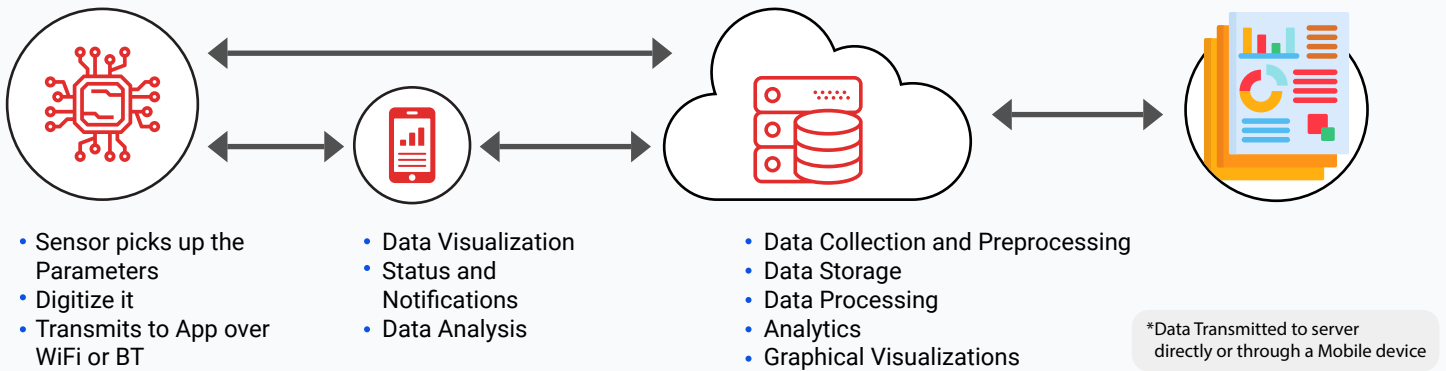 • Sensor picks up the
Parameters
• Digitize it
• Transmits to App over
WiFi or BT
• Data Visualization
• Status and
Notifications
• Data Analysis
• Data Collection and Preprocessing
• Data Storage
• Data Processing
• Analytics
• Graphical Visualizations
*Data Transmitted to server
directly or through a Mobile device